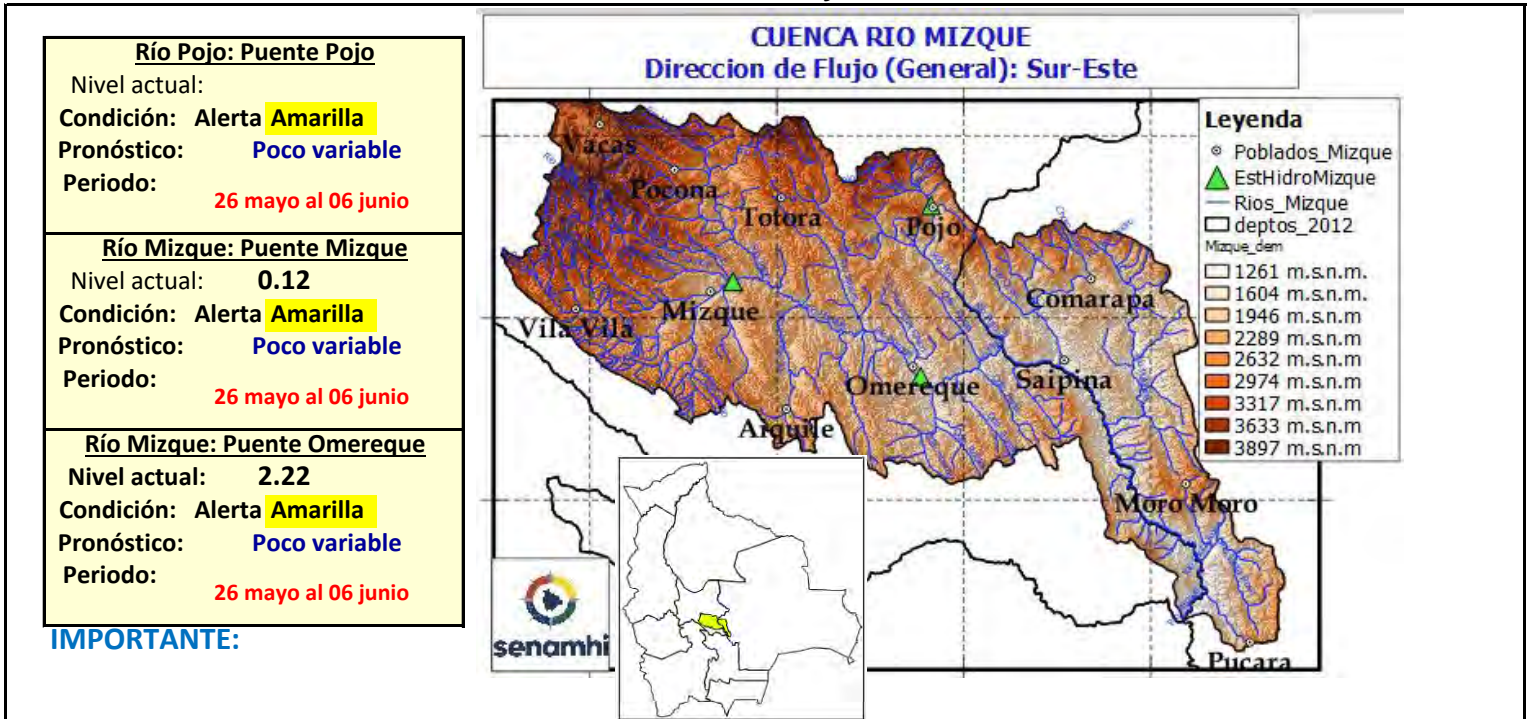 Río Pojo: Puente Pojo
Nivel actual:
Condición: Alerta Amarilla
Pronóstico: Poco variable
Periodo:
26 mayo al 06 junio
Río Mizque: Puente Mizque
Nivel actual: 0.12
Condición: Alerta Amarilla
Pronóstico: Poco variable
Periodo:
26 mayo al 06 junio
Río Mizque: Puente Omereque
Nivel actual: 2.22
Condición: Alerta Amarilla
Pronóstico: Poco variable
Periodo:
26 mayo al 06 junio
IMPORTANTE:
CUENCA RIO MIZQUE
Direccion de Flujo (General): Sur-Este
Vacas
Pocona
Totora
Pojo
Mizque
Vila Vila
Comarapa
Omereque
Saipina
Aiquile
Moro Moro
Pucara
Leyenda
Poblados_Mizque
EstHidroMizque
Rios_Mizque
deptos_2012
Mizque_dem
1261 m.s.n.m.
1604 m.s.n.m.
1946 m.s.n.m
2289 m.s.n.m
2632 m.s.n.m
2974 m.s.n.m
3317 m.s.n.m
3633 m.s.n.m
3897 m.s.n.m
senamhi